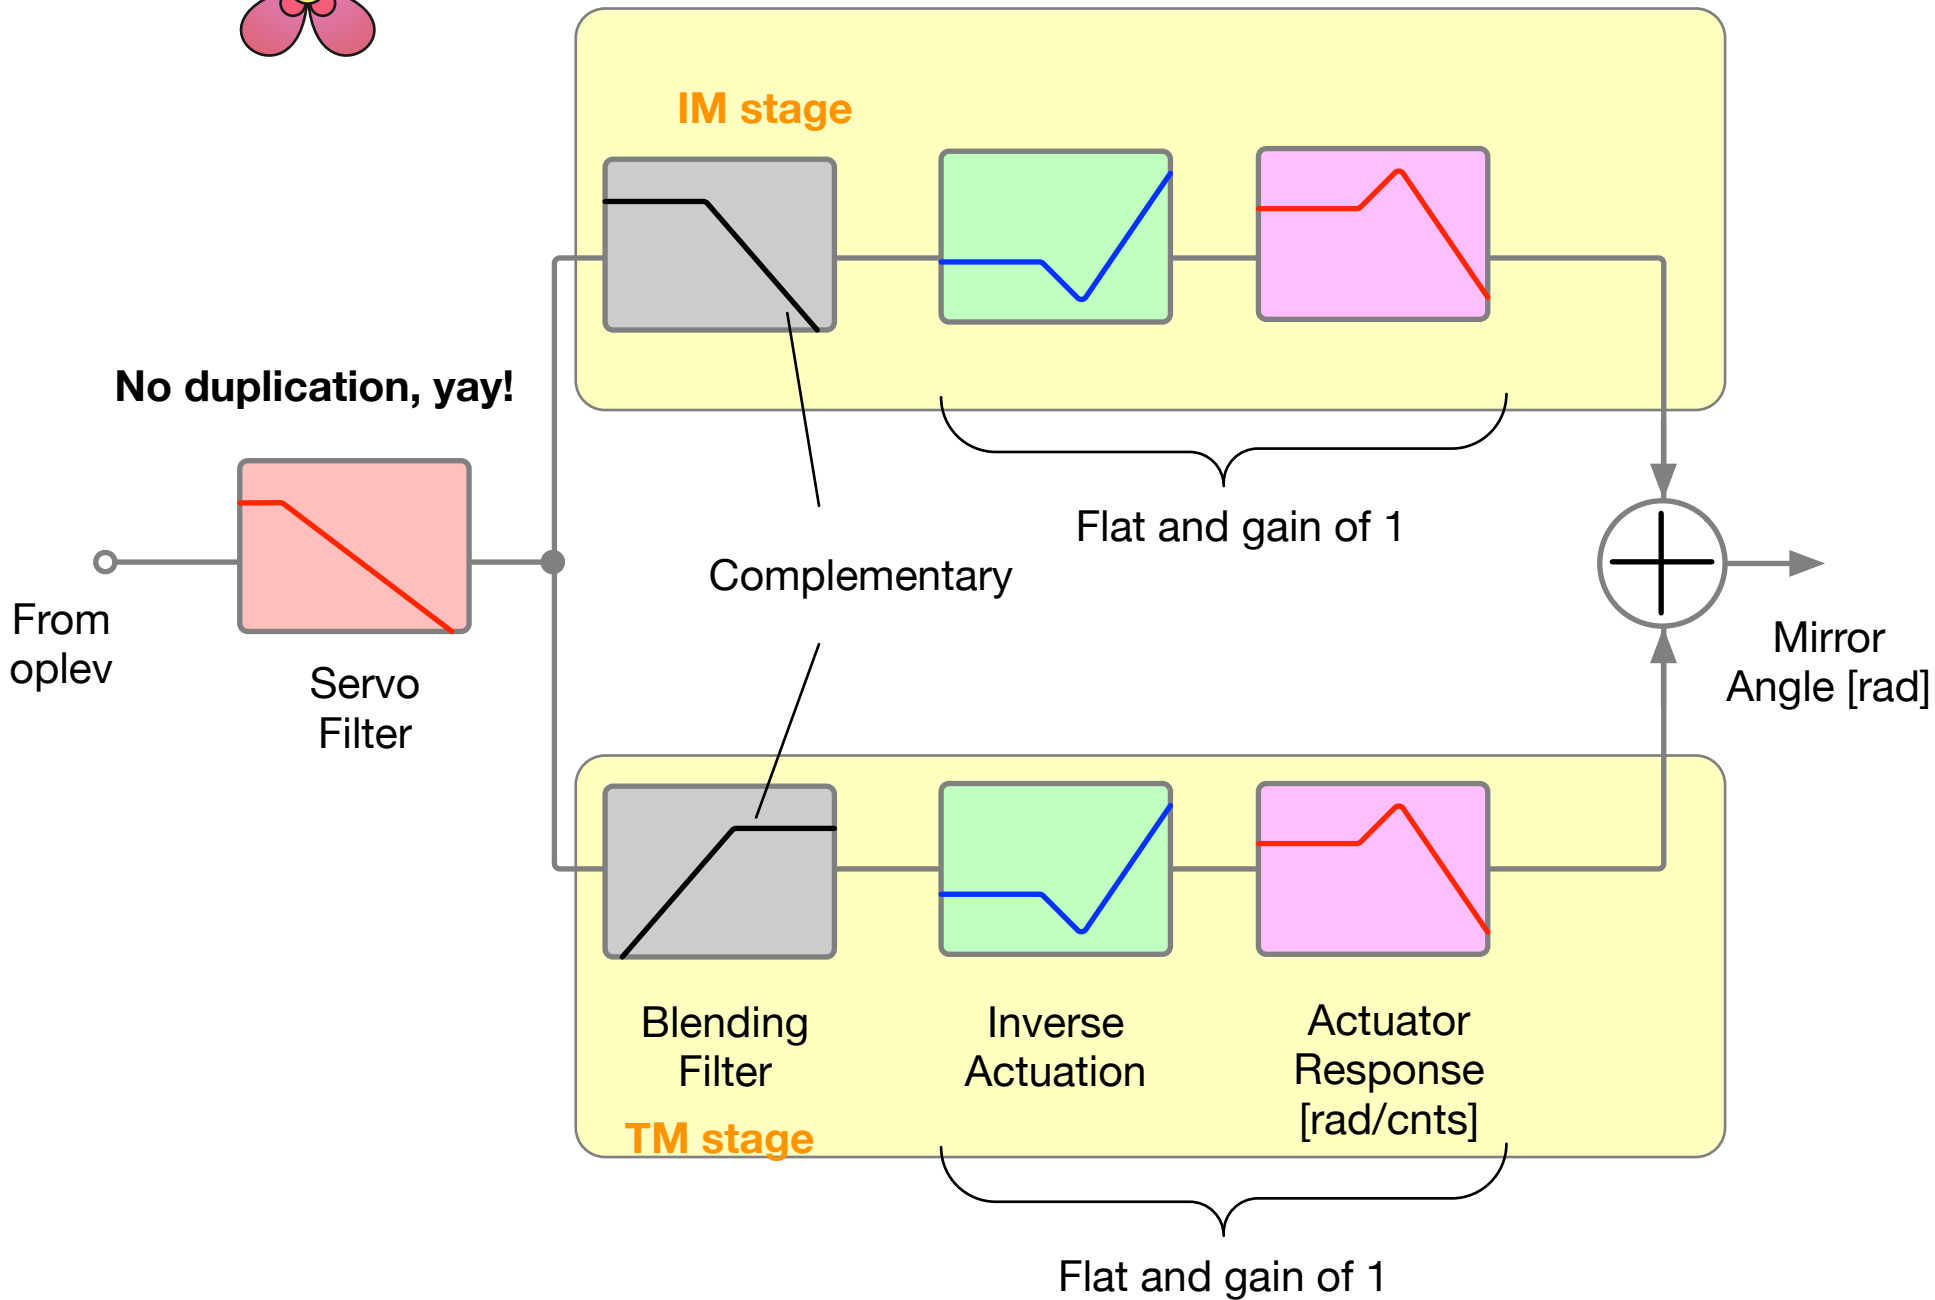 IM stage
No duplication, yay!
Flat and gain of 1
Complementary
From
oplev
Servo
Filter
Mirror
Angle [rad]
Blending
Filter
Inverse
Actuation
Actuator
Response
[rad/cnts]
TM stage
Flat and gain of 1